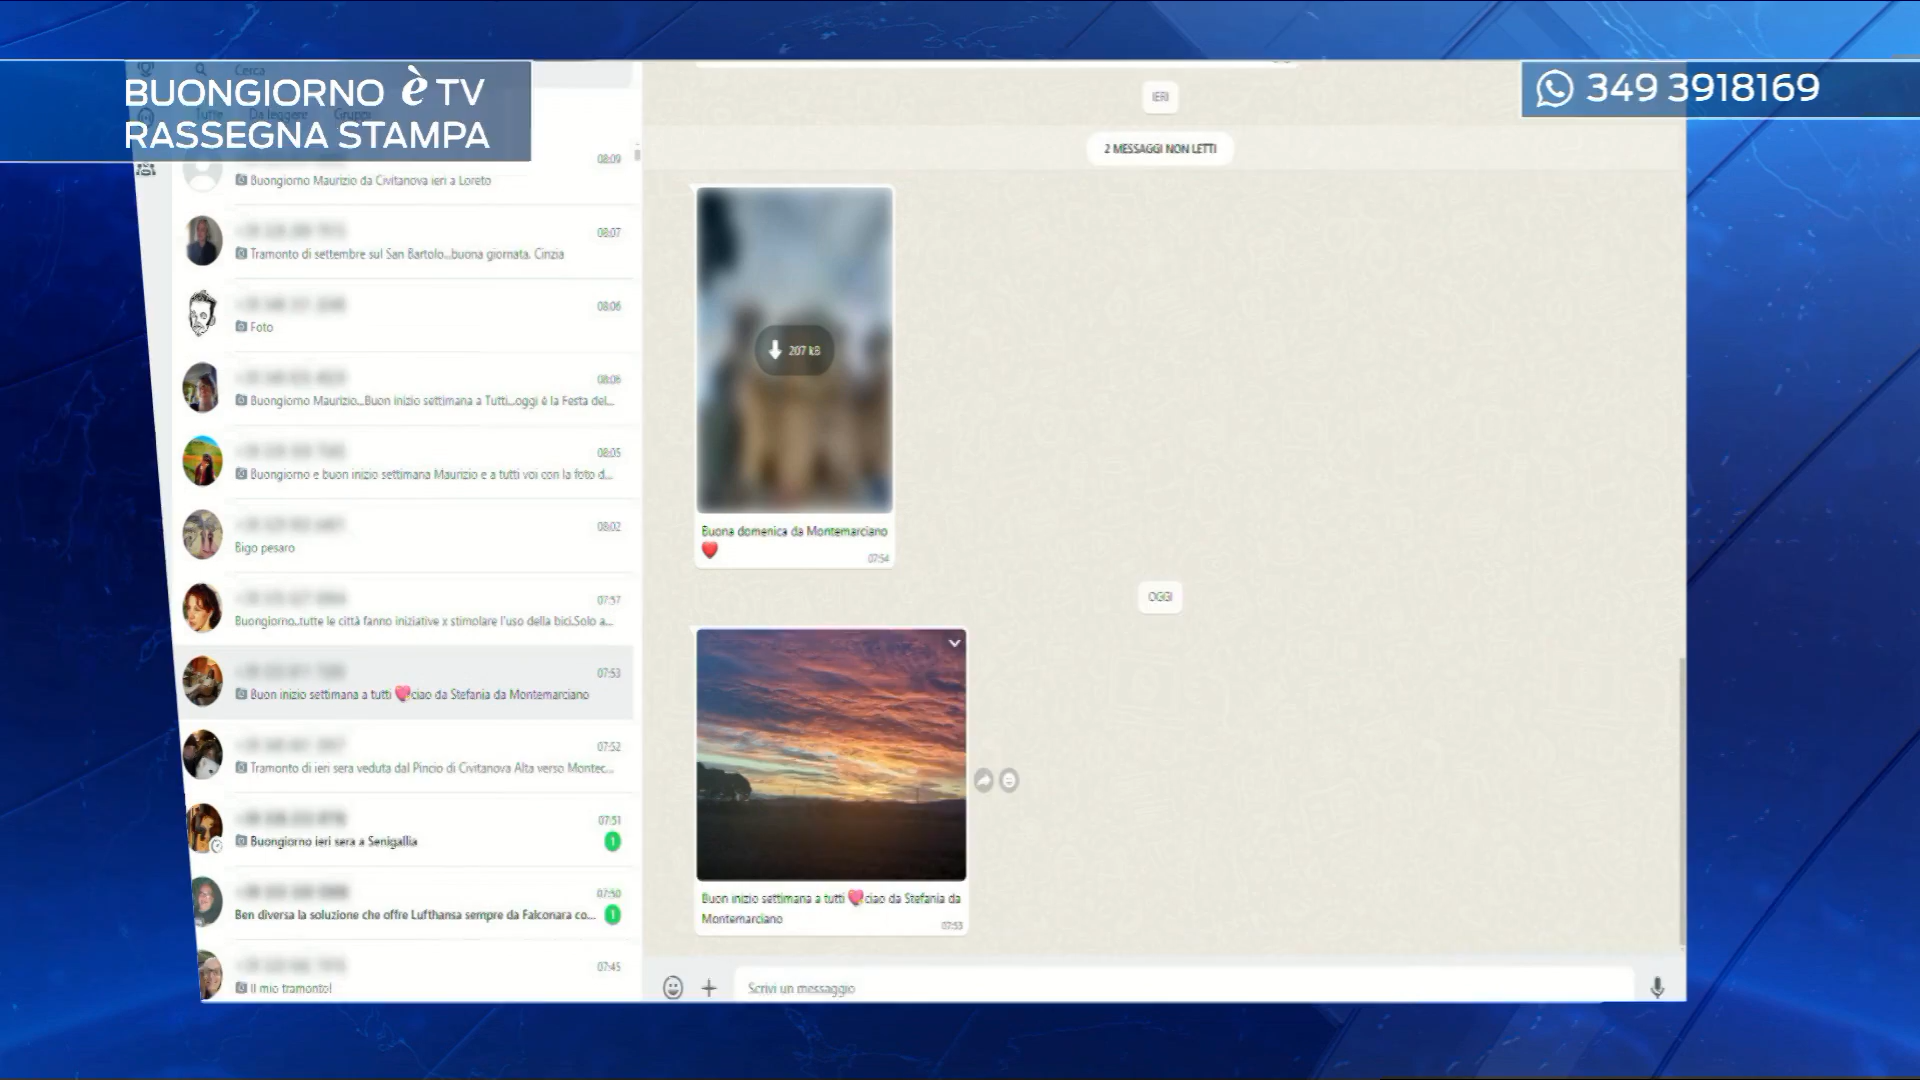 BUONGIORNO è TV
RASSEGNA STAMPA
349 3918169
Cerca
Tutte Da leggere Gruppi
08:09
Buongiorno Maurizio da Civitanova ieri a Loreto
08:07
Tramonto di settembre sul San Bartolo...buona giornata. Cinzia
08:06
Foto
08:06
Buongiorno Maurizio...Buon inizio settimana a Tutti...oggi è la Festa del...
08:05
Buongiorno e buon inizio settimana Maurizio e a tutti voi con la foto d...
08:02
Bigo pesaro
07:57
Buongiorno..tutte le città fanno iniziative x stimolare l'uso della bici.Solo a...
07:53
Buon inizio settimana a tutti 💝ciao da Stefania da Montemarciano
07:52
Tramonto di ieri sera veduta dal Pincio di Civitanova Alta verso Montec...
07:51
Buongiorno ieri sera a Senigallia
1
07:50
Ben diversa la soluzione che offre Lufthansa sempre da Falconara co...
1
07:45
Il mio tramonto!
IERI
2 MESSAGGI NON LETTI
207 kB
Buona domenica da Montemarciano
❤️
07:54
OGGI
Buon inizio settimana a tutti 💝ciao da Stefania da
Montemarciano
07:53
Scrivi un messaggio